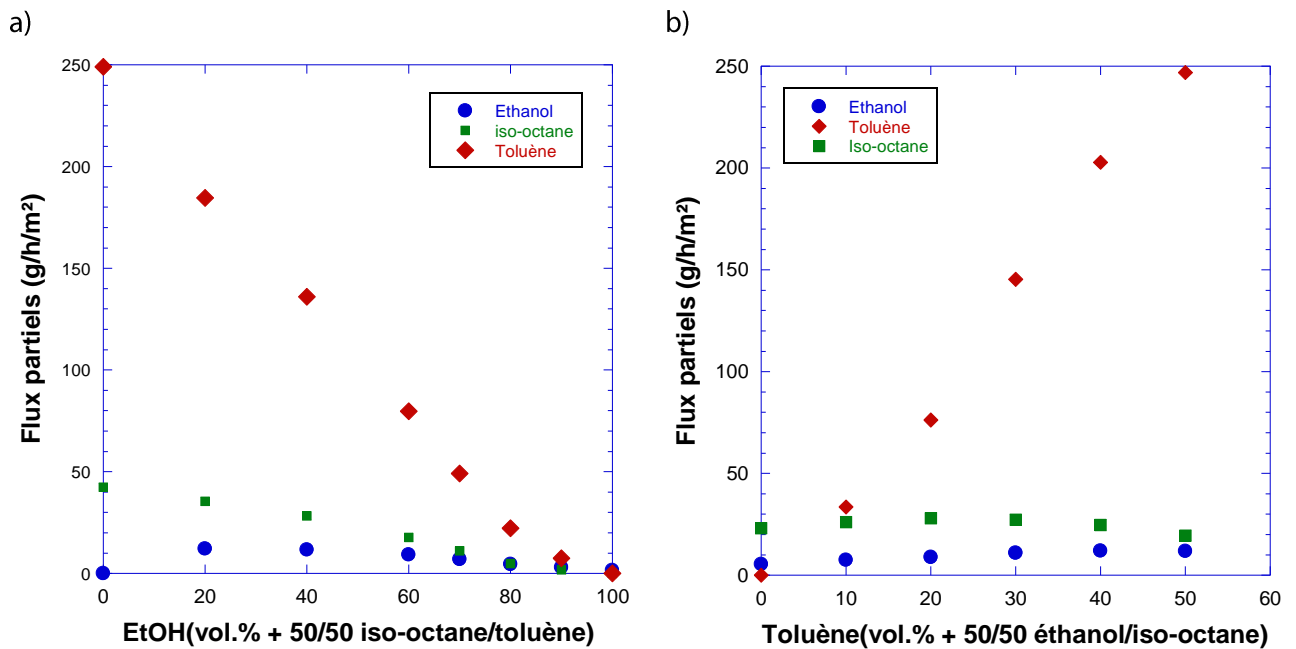 a)
250
200
150
100
50
0
0 20 40 60 80 100
Flux partiels (g/h/m²)
EtOH(vol.% + 50/50 iso-octane/toluène)
Ethanol
iso-octane
Toluène
b)
250
200
150
100
50
0
0 10 20 30 40 50 60
Flux partiels (g/h/m²)
Toluène(vol.% + 50/50 éthanol/iso-octane)
Ethanol
Toluène
Iso-octane